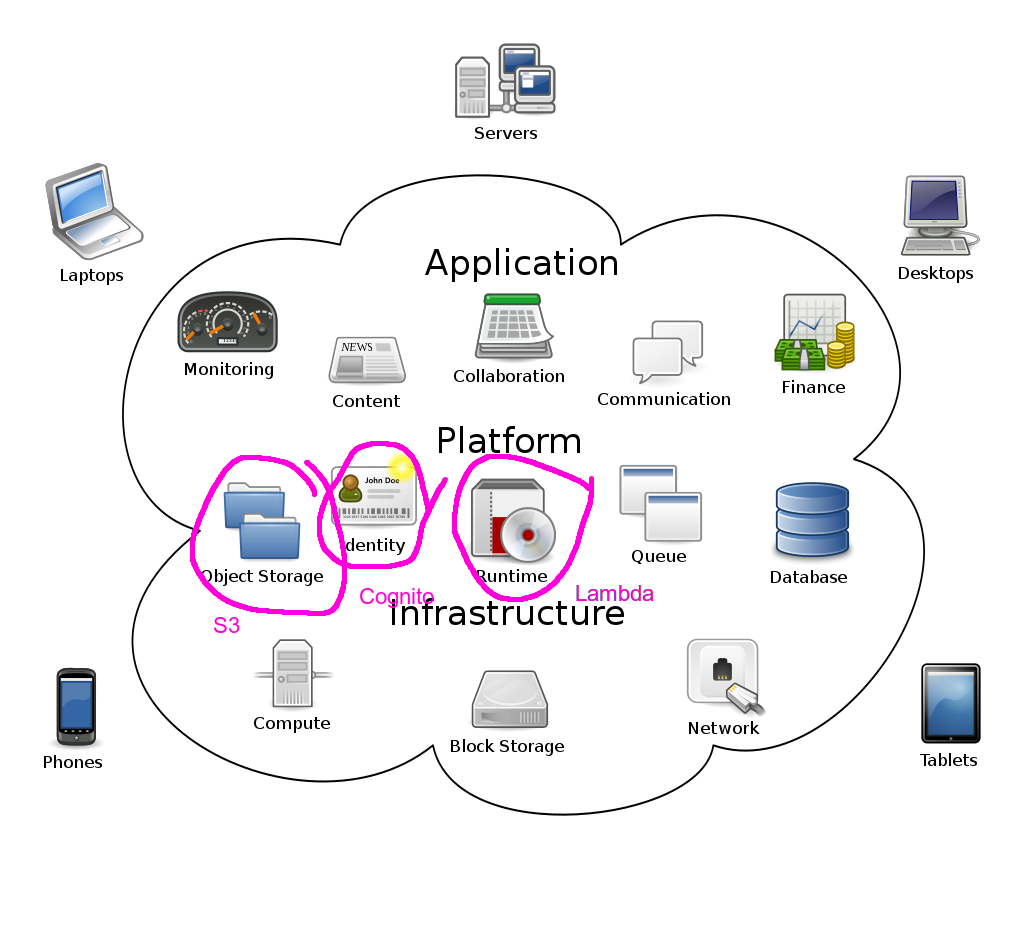 Servers
Laptops
Desktops
Application
NEWS
Monitoring
Content
Collaboration
Communication
Finance
Platform
John Doe
Object Storage
dentity
Runtime
Queue
Database
S3
Cognito
Lambda
Infrastructure
Compute
Block Storage
Network
Phones
Tablets